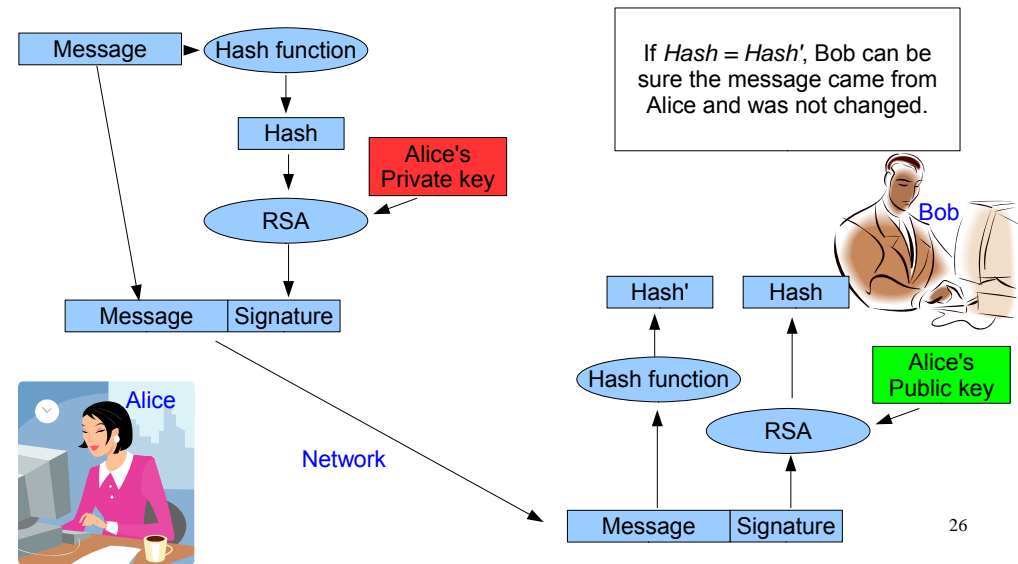 Message
Hash function
Hash
Alice's
Private key
RSA
Message
Signature
Alice
Network
If Hash = Hash', Bob can be
sure the message came from
Alice and was not changed.
Bob
Hash'
Hash
Hash function
Alice's
Public key
RSA
Message
Signature
26